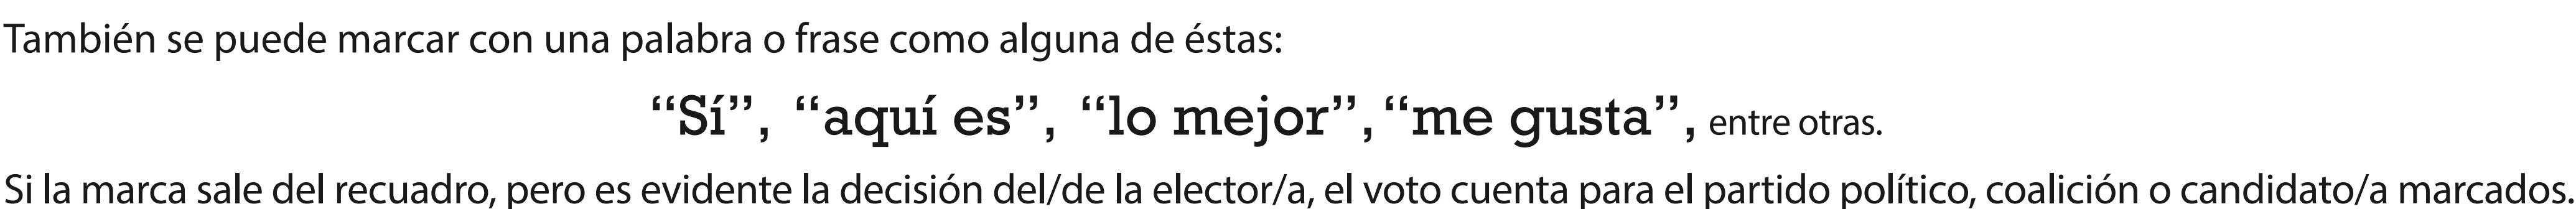 También se puede marcar con una palabra o frase como alguna de éstas:
“Sí”, “aquí es”, “lo mejor”, “me gusta”, entre otras.
Si la marca sale del recuadro, pero es evidente la decisión del/de la elector/a, el voto cuenta para el partido político, coalición o candidato/a marcados.